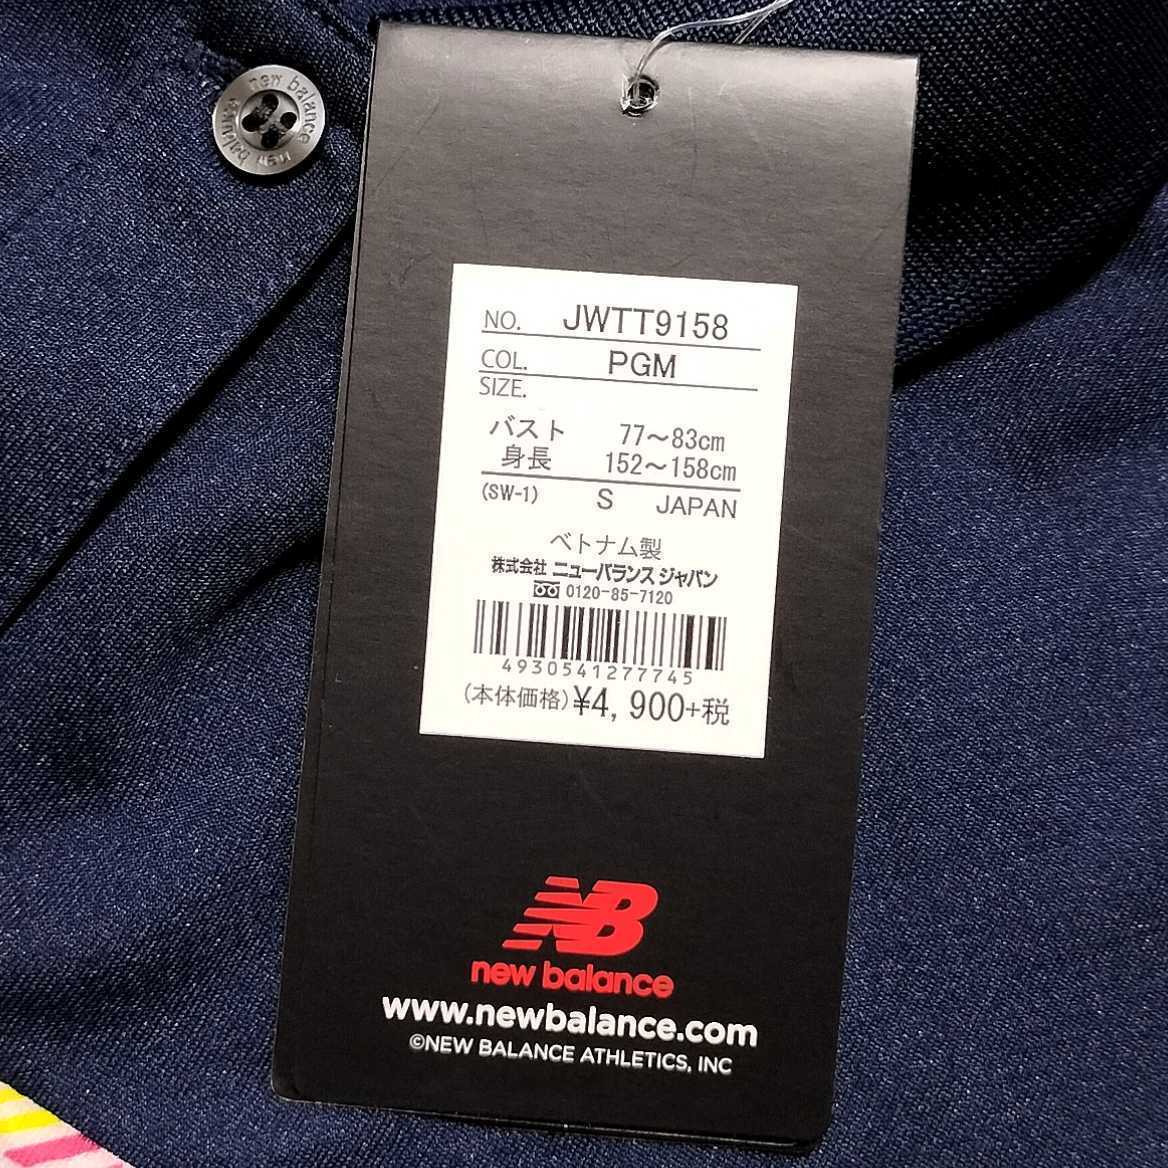 new balance
new balance
NO. JWTT9158
COL. PGM
SIZE.
バスト 77～83cm
身長 152～158cm
(SW-1) S JAPAN
ベトナム製
株式会社 ニューバランス ジャパン
0120-85-7120
4930541277745
(本体価格) ¥4,900+税
NB
new balance
www.newbalance.com
©NEW BALANCE ATHLETICS, INC